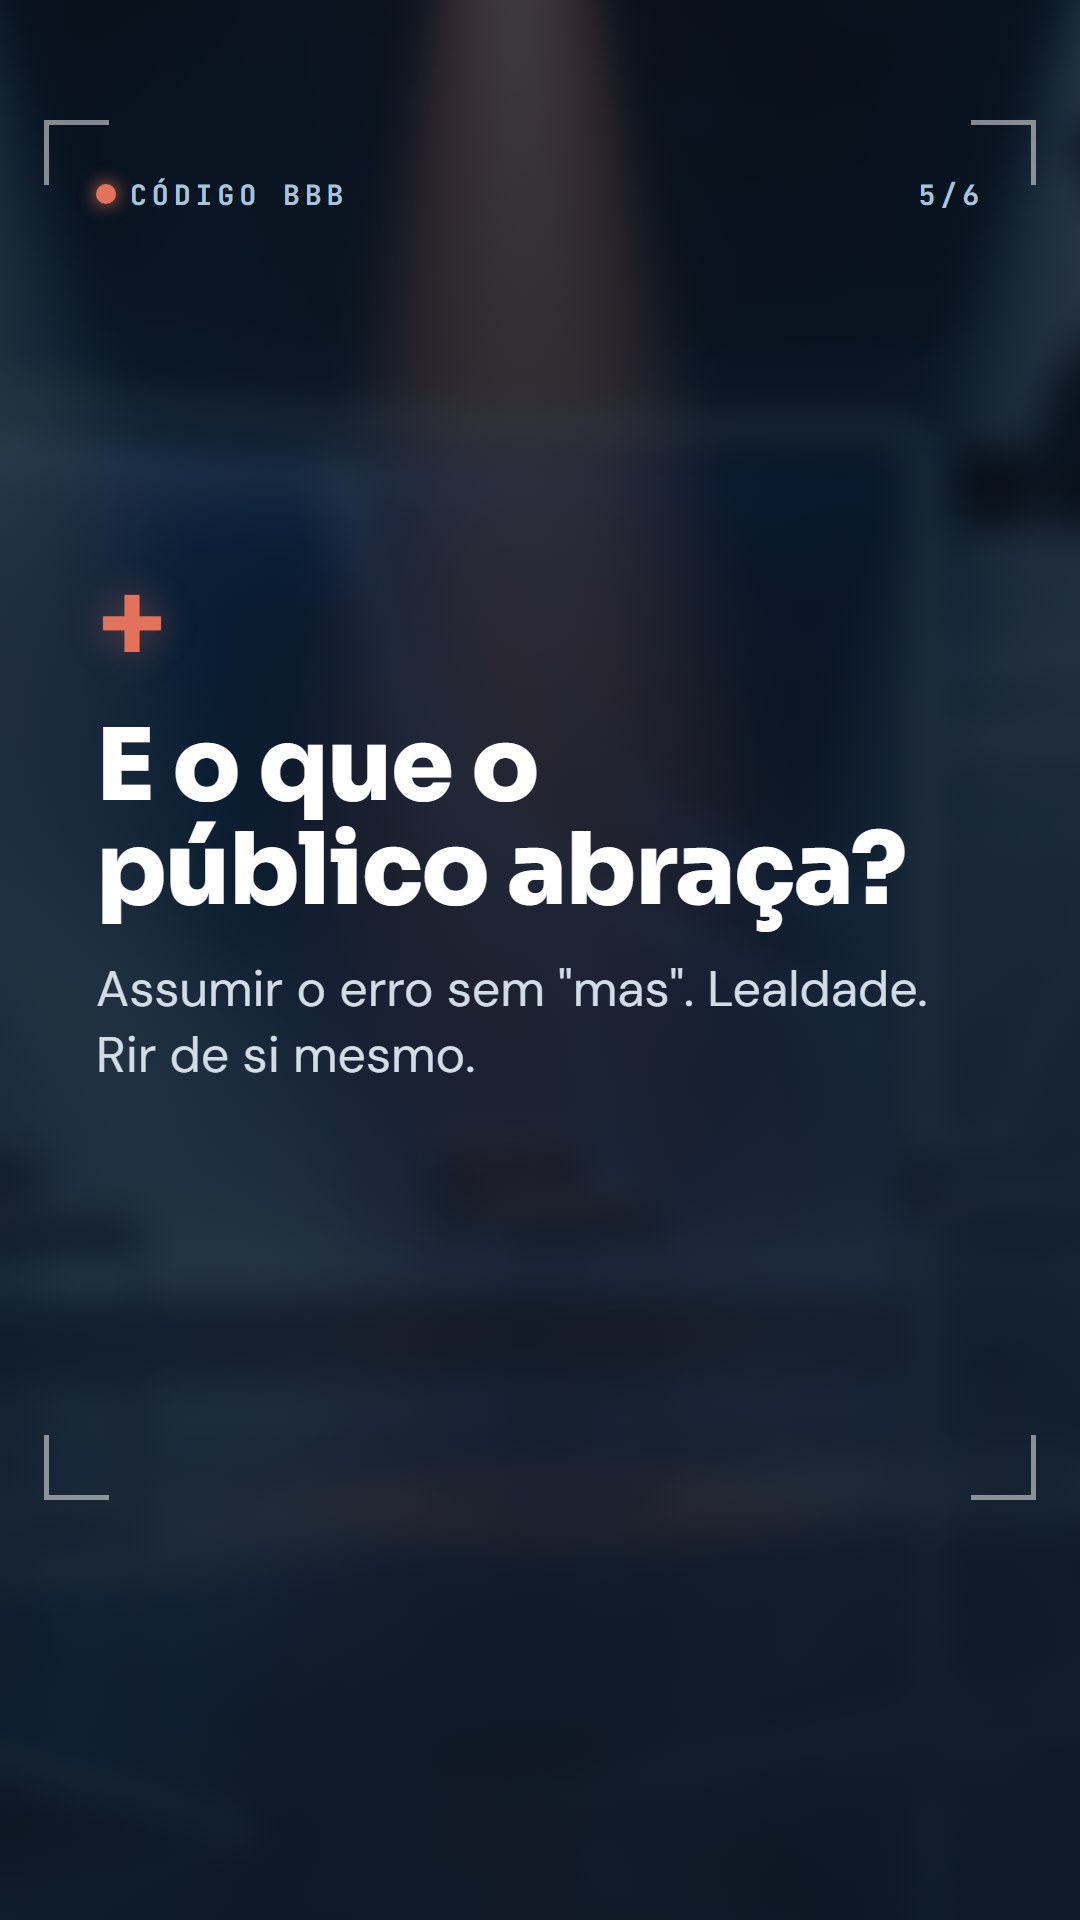 CÓDIGO BBB
5/6
+
E o que o
público abraça?
Assumir o erro sem "mas". Lealdade.
Rir de si mesmo.